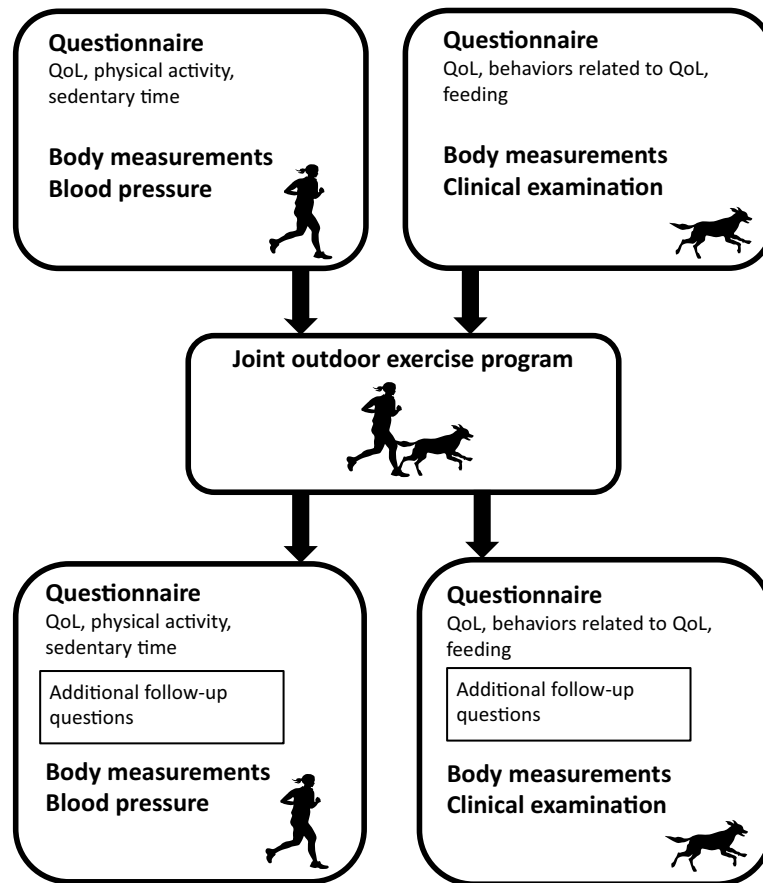 Questionnaire
QoL, physical activity,
sedentary time
Body measurements
Blood pressure
Questionnaire
QoL, behaviors related to QoL,
feeding
Body measurements
Clinical examination
Joint outdoor exercise program
Questionnaire
QoL, physical activity,
sedentary time
Additional follow-up
questions
Body measurements
Blood pressure
Questionnaire
QoL, behaviors related to QoL,
feeding
Additional follow-up
questions
Body measurements
Clinical examination